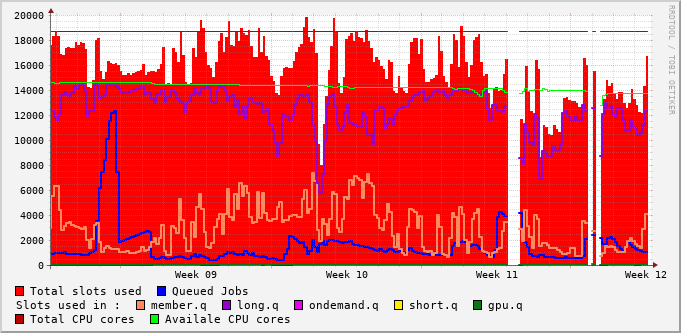 20000
18000
16000
14000
12000
10000
8000
6000
4000
2000
0
Week 09 Week 10 Week 11 Week 12
RRDTOOL / TOBI OETIKER
Total slots used Queued Jobs
Slots used in : member.q long.q ondemand.q short.q gpu.q
Total CPU cores Availale CPU cores